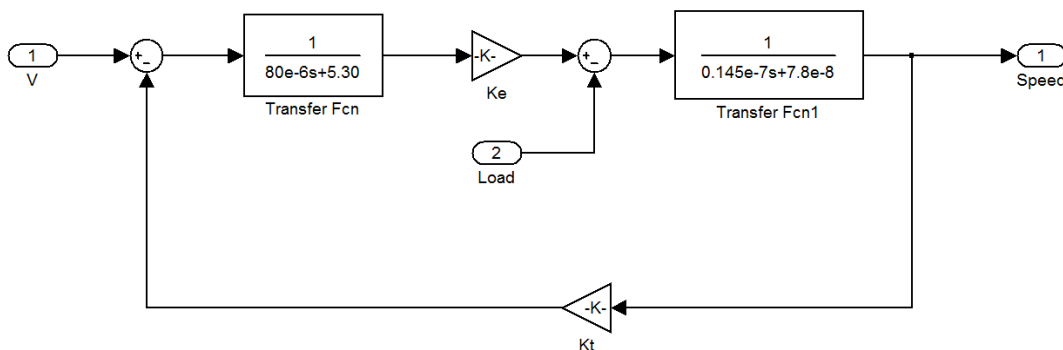 1
V
+
-
1
80e-6s+5.30
Transfer Fcn
-K-
Ke
+
-
2
Load
1
0.145e-7s+7.8e-8
Transfer Fcn1
1
Speed
-K-
Kt